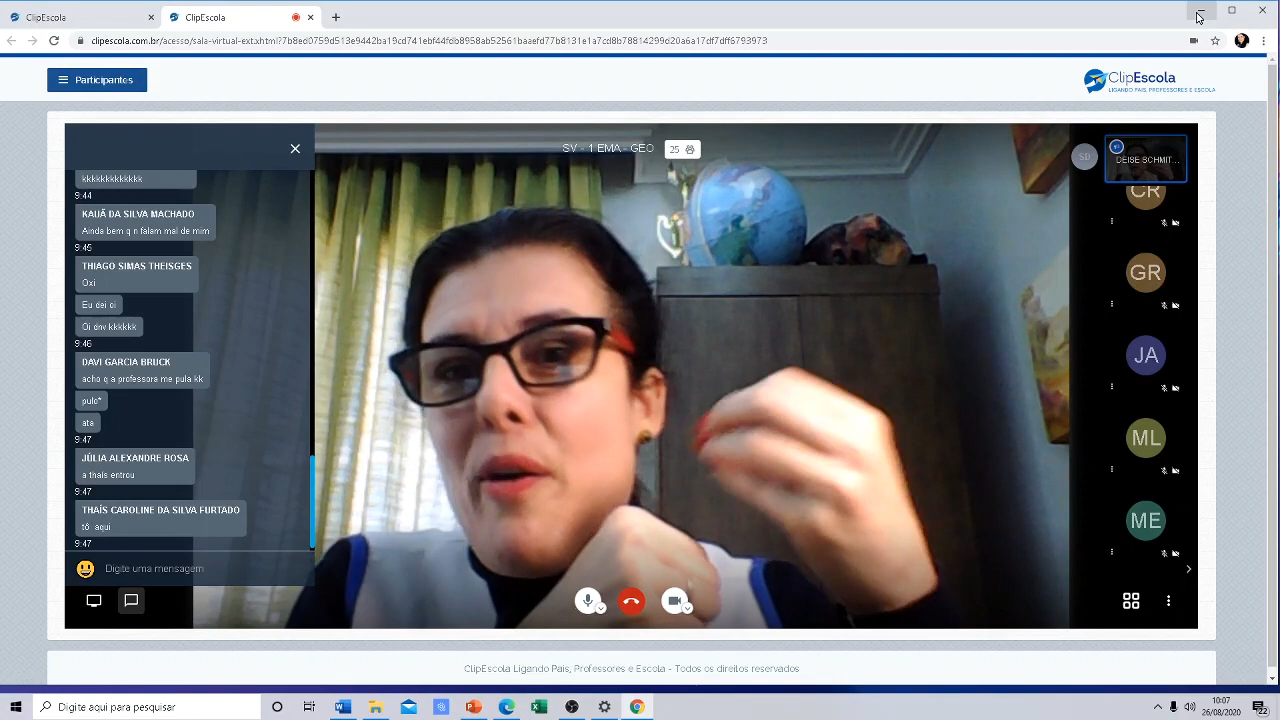 ClipEscola
ClipEscola
clipescola.com.br/acesso/sala-virtual-ext.xhtml?7b8ed0759d513e9442ba19cd741ebf44fdb8958ab52561baaefd77b8131e1a7cd8b78814299d20a6a17df7dff6793973
Participantes
ClipEscola
LIGANDO PAIS, PROFESSORES E ESCOLA
SV - 1 EMA - GEO
25
SD
DEISE SCHMIT...
kkkkkkkkkkkk
9:44
KAUÃ DA SILVA MACHADO
Ainda bem q n falam mal de mim
9:45
THIAGO SIMAS THEISGES
Oxi
Eu dei oi
Oi dnv kkkkkk
9:46
DAVI GARCIA BRUCK
acho q a professora me pula kk
pulo*
ata
9:47
JÚLIA ALEXANDRE ROSA
a thais entrou
9:47
THAÍS CAROLINE DA SILVA FURTADO
tô aqui
9:47
Digite uma mensagem
CR
GR
JA
ML
ME
ClipEscola Ligando Pais, Professores e Escola - Todos os direitos reservados
Digite aqui para pesquisar
10:07
26/08/2020
22